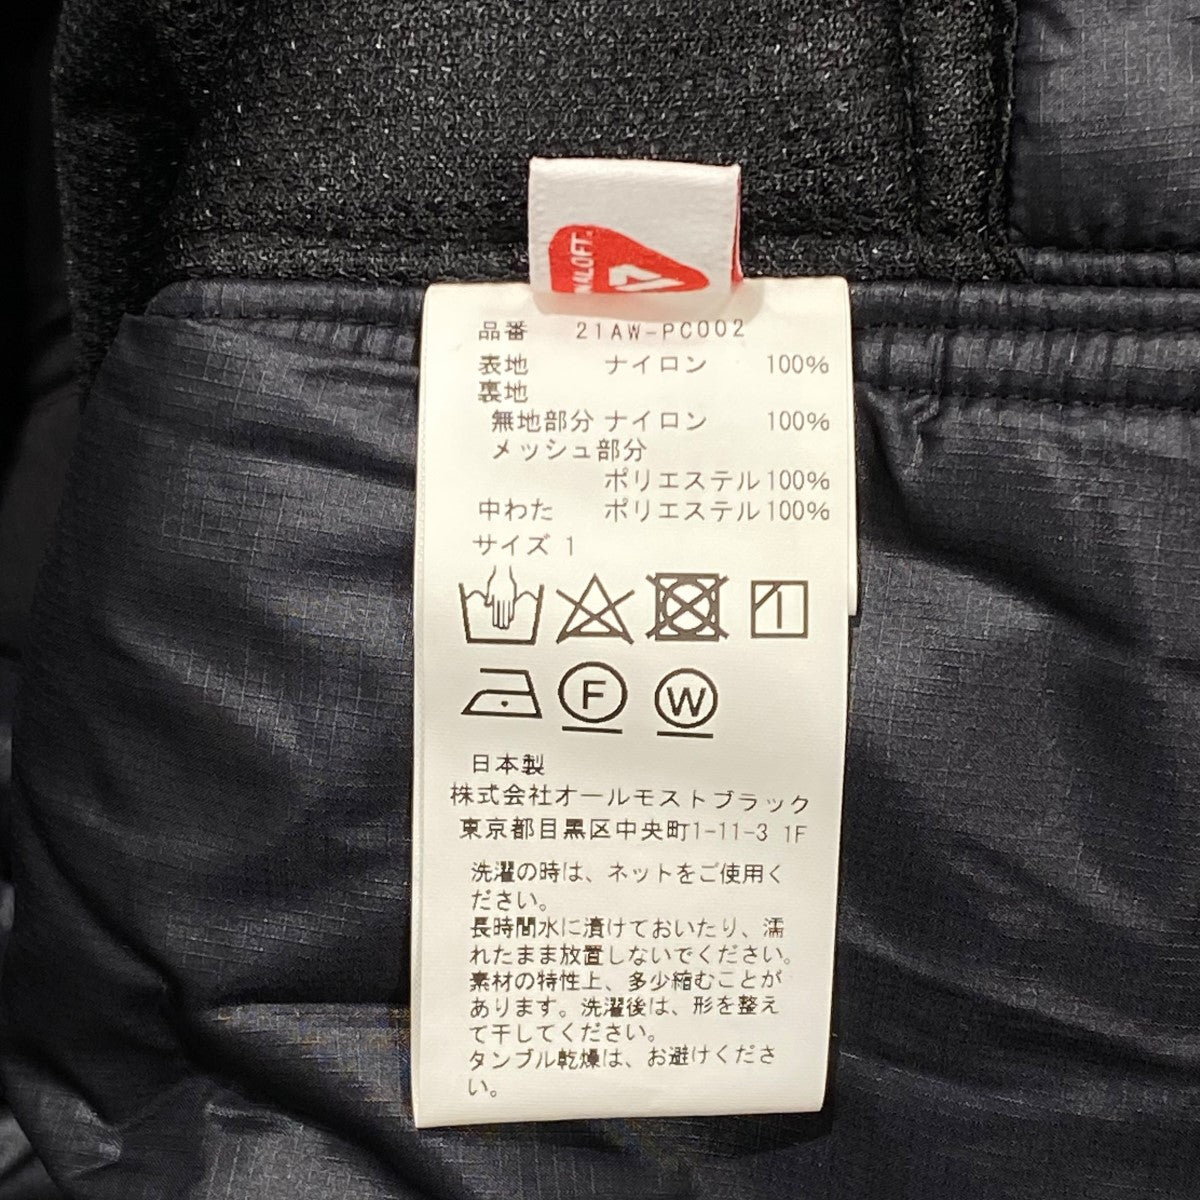 ALOFT
品番 21AW-PC002
表地 ナイロン 100%
裏地
無地部分 ナイロン 100%
メッシュ部分
ポリエステル 100%
中わた ポリエステル 100%
サイズ 1
F W
日本製
株式会社オールモストブラック
東京都目黒区中央町1-11-3 1F
洗濯の時は、ネットをご使用く
ださい。
長時間水に漬けておいたり、濡
れたまま放置しないでください。
素材の特性上、多少縮むことが
あります。洗濯後は、形を整え
て干してください。
タンブル乾燥は、お避けくださ
い。